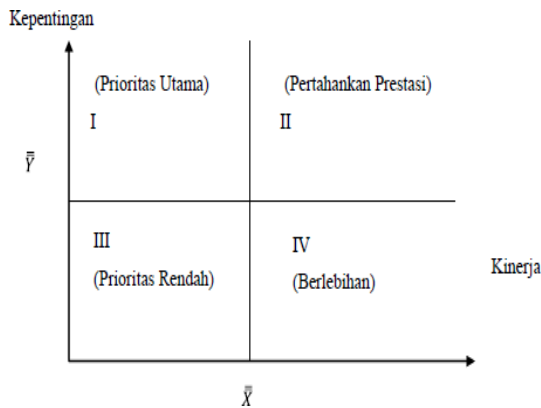 Kepentingan
(Prioritas Utama)
I
(Pertahankan Prestasi)
II
Y̿
III
(Prioritas Rendah)
IV
(Berlebihan)
Kinerja
X̿